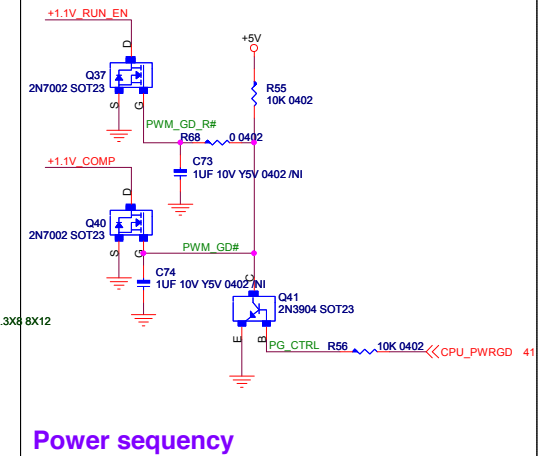 +1.1V_RUN_EN
D
+5V
Q37
2N7002 SOT23
R55
10K 0402
S
G
PWM_GD_R#
R68
0 0402
+1.1V_COMP
C73
1UF 10V Y5V 0402 /NI
D
Q40
2N7002 SOT23
S
G
PWM_GD#
C74
1UF 10V Y5V 0402 /NI
C
Q41
2N3904 SOT23
.3X8 8X12
E
B
PG_CTRL
R56
10K 0402
CPU_PWRGD 41
Power sequency